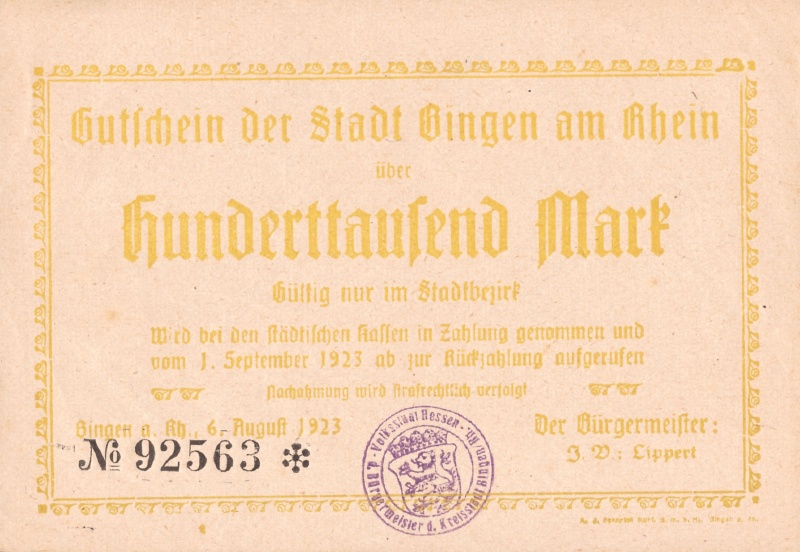 Gutschein der Stadt Bingen am Rhein
über
Hunderttausend Mark
Gültig nur im Stadtbezirk
Wird bei den städtischen Kassen in Zahlung genommen und
vom 1. September 1923 ab zur Rückzahlung aufgerufen
Nachahmung wird strafrechtlich verfolgt
Bingen a. Rh., 6. August 1923
Der Bürgermeister:
J. V.: Lippert
№ 92563 *
Volksstaat Hessen
d. Bürgermeister d. Kreisstadt Bingen Rh.